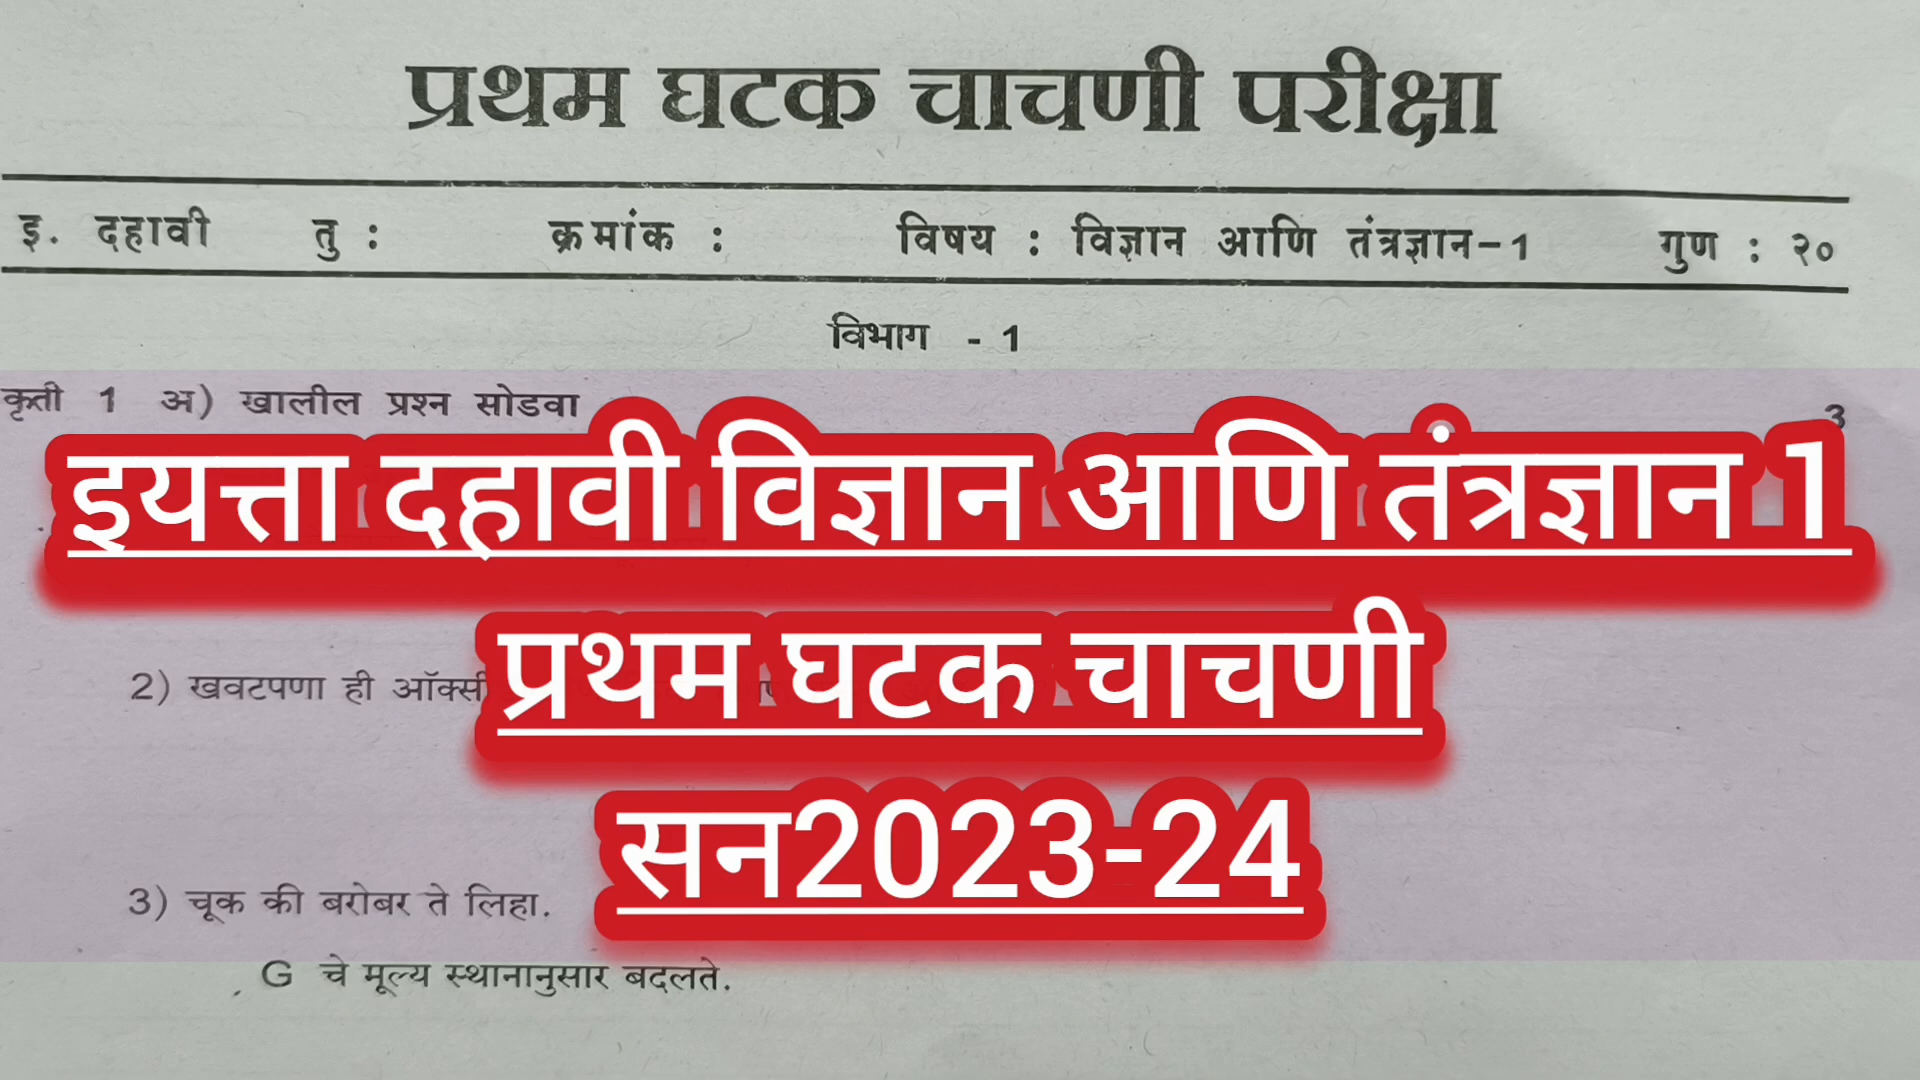 प्रथम घटक चाचणी परीक्षा
इ. दहावी तु : क्रमांक : विषय : विज्ञान आणि तंत्रज्ञान-1 गुण : २०
विभाग - 1
कृती 1 अ) खालील प्रश्न सोडवा 3
इयत्ता दहावी विज्ञान आणि तंत्रज्ञान 1
2) खवटपणा ही
प्रथम घटक चाचणी
सन2023-24
3) चूक की बरोबर ते लिहा.
G चे मूल्य स्थानानुसार बदलते.